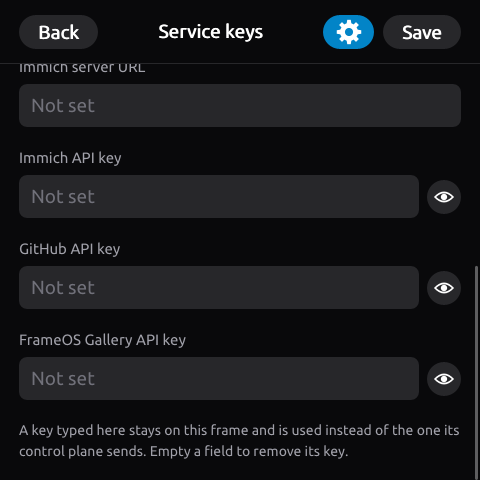 Back
Service keys
Save
Immich server URL
Not set
Immich API key
Not set
GitHub API key
Not set
FrameOS Gallery API key
Not set
A key typed here stays on this frame and is used instead of the one its
control plane sends. Empty a field to remove its key.